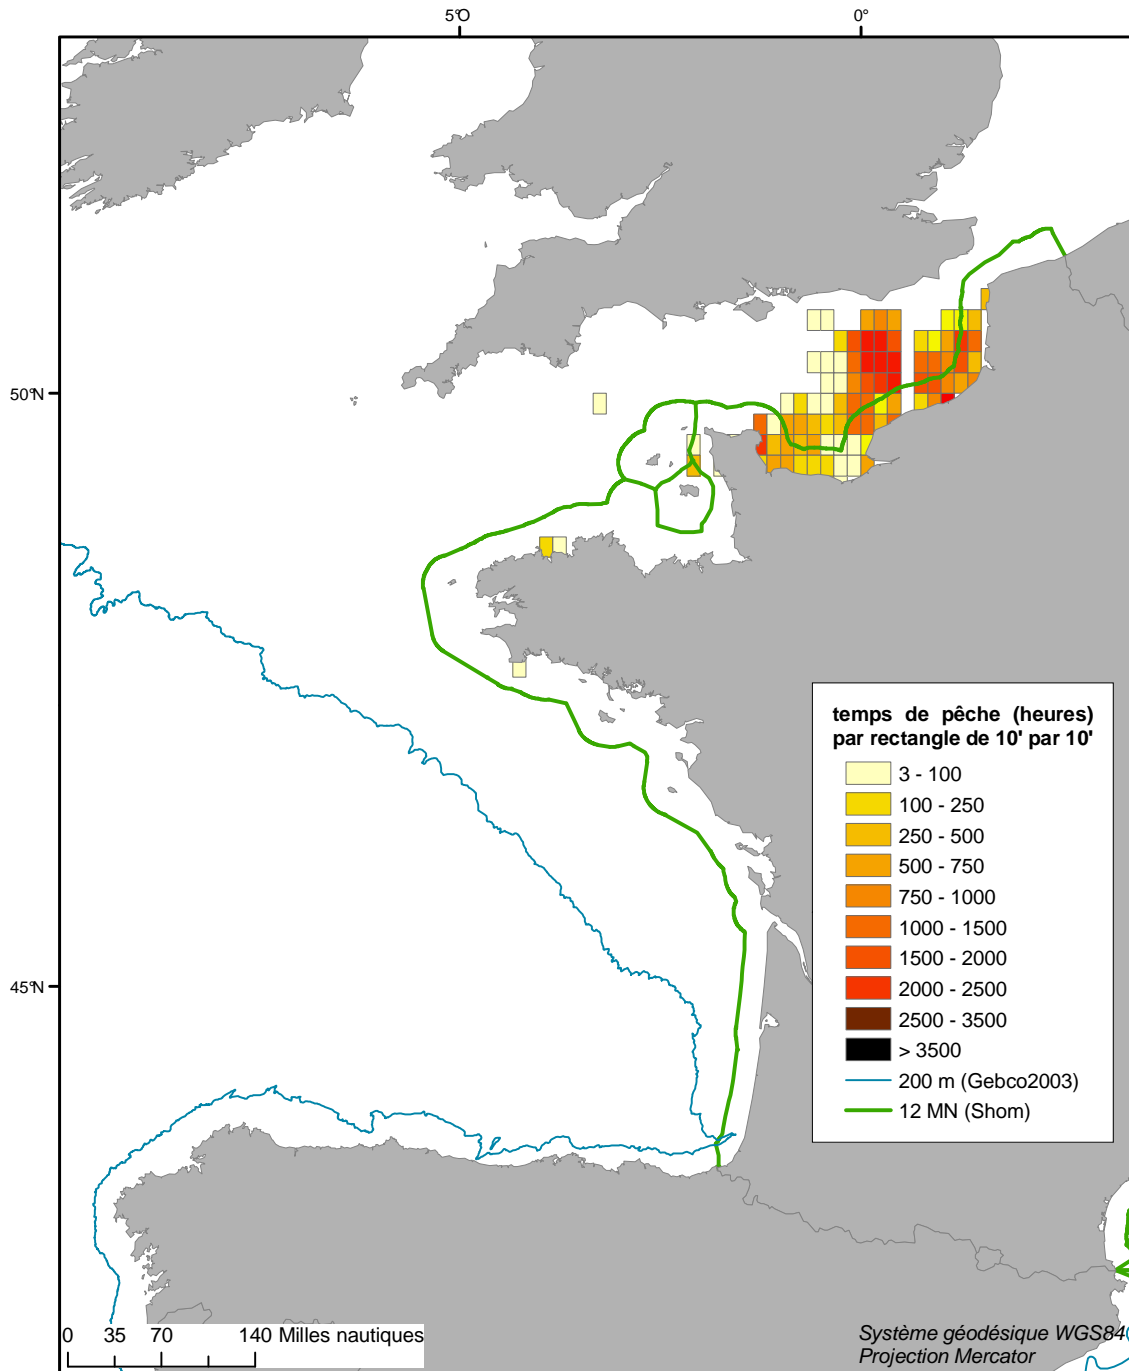 5°O
0°
50°N
45°N
temps de pêche (heures)
par rectangle de 10' par 10'
3 - 100
100 - 250
250 - 500
500 - 750
750 - 1000
1000 - 1500
1500 - 2000
2000 - 2500
2500 - 3500
> 3500
200 m (Gebco2003)
12 MN (Shom)
0 35 70 140 Milles nautiques
Système géodésique WGS84
Projection Mercator